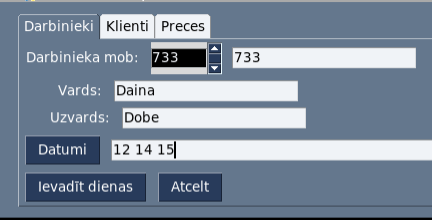 Darbinieki Klienti Preces
Darbinieka mob: 733 733
Vards: Daina
Uzvards: Dobe
Datumi 12 14 15
Ievadīt dienas Atcelt